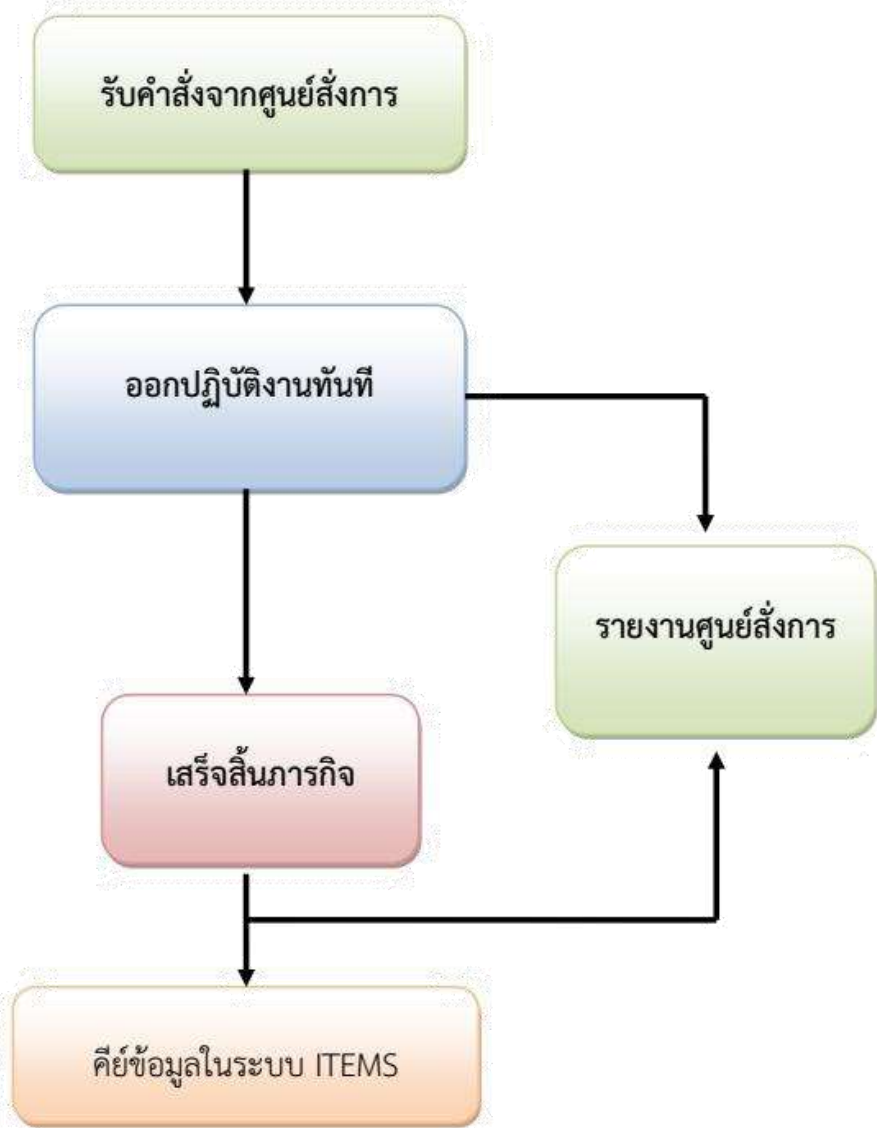 รับคำสั่งจากศูนย์สั่งการ
ออกปฏิบัติงานทันที
รายงานศูนย์สั่งการ
เสร็จสิ้นภารกิจ
คีย์ข้อมูลในระบบ ITEMS